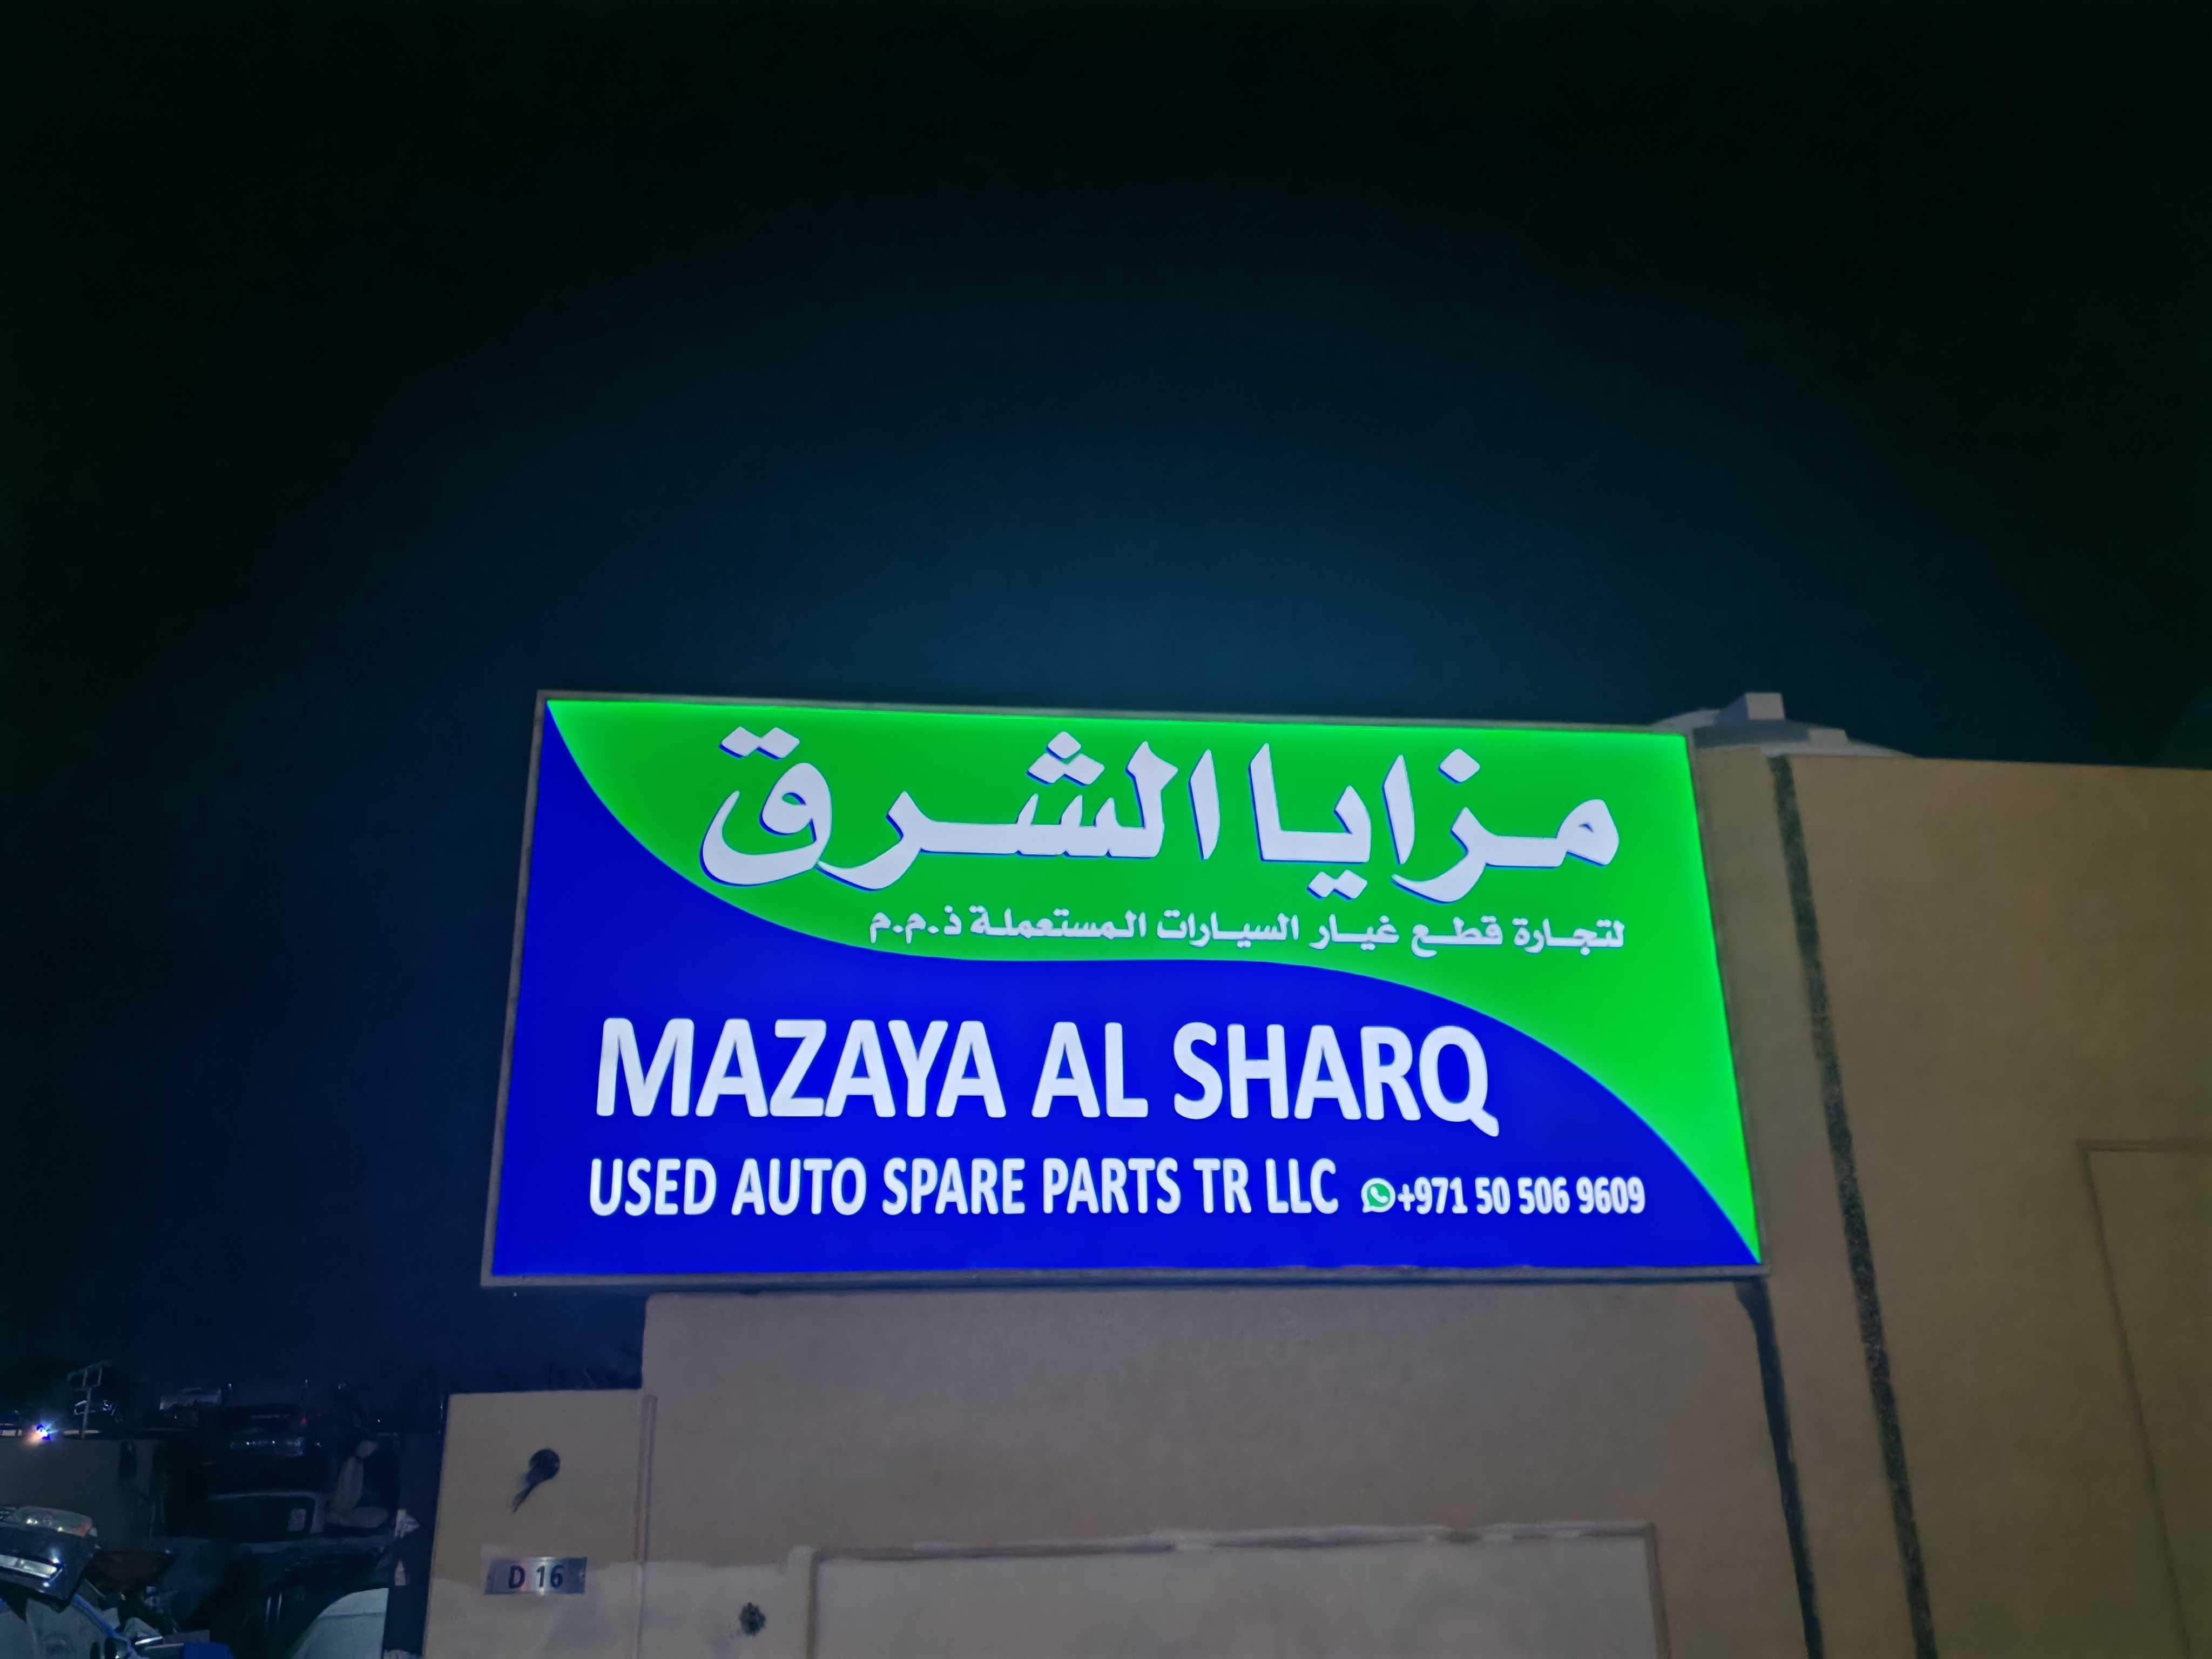 مزايا الشرق
لتجارة قطع غيار السيارات المستعملة ذ.م.م
MAZAYA AL SHARQ
USED AUTO SPARE PARTS TR LLC +971 50 506 9609
D 16